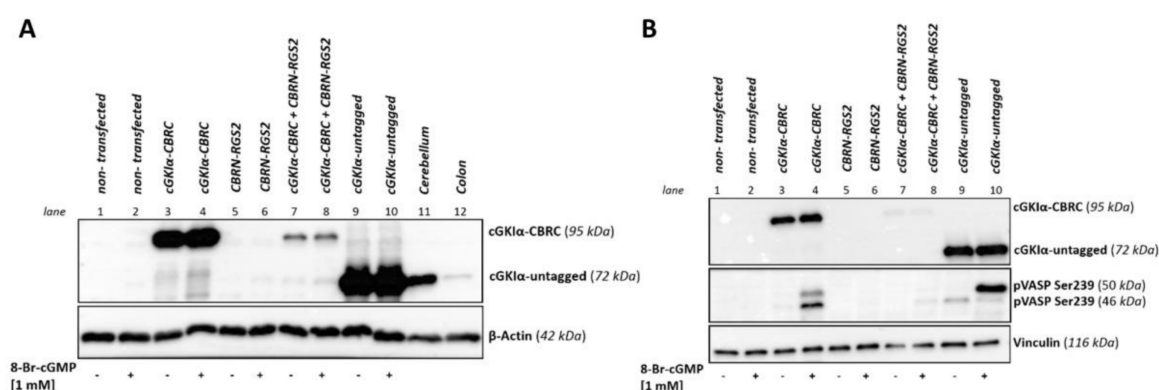 A
non- transfected
non- transfected
cGKIα-CBRC
cGKIα-CBRC
CBRN-RGS2
CBRN-RGS2
cGKIα-CBRC + CBRN-RGS2
cGKIα-CBRC + CBRN-RGS2
cGKIα-untagged
cGKIα-untagged
Cerebellum
Colon
lane 1 2 3 4 5 6 7 8 9 10 11 12
cGKIα-CBRC (95 kDa)
cGKIα-untagged (72 kDa)
β-Actin (42 kDa)
8-Br-cGMP - + - + - + - + - +
[1 mM]
B
non- transfected
non- transfected
cGKIα-CBRC
cGKIα-CBRC
CBRN-RGS2
CBRN-RGS2
cGKIα-CBRC + CBRN-RGS2
cGKIα-CBRC + CBRN-RGS2
cGKIα-untagged
cGKIα-untagged
lane 1 2 3 4 5 6 7 8 9 10
cGKIα-CBRC (95 kDa)
cGKIα-untagged (72 kDa)
pVASP Ser239 (50 kDa)
pVASP Ser239 (46 kDa)
Vinculin (116 kDa)
8-Br-cGMP - + - + - + - + - +
[1 mM]